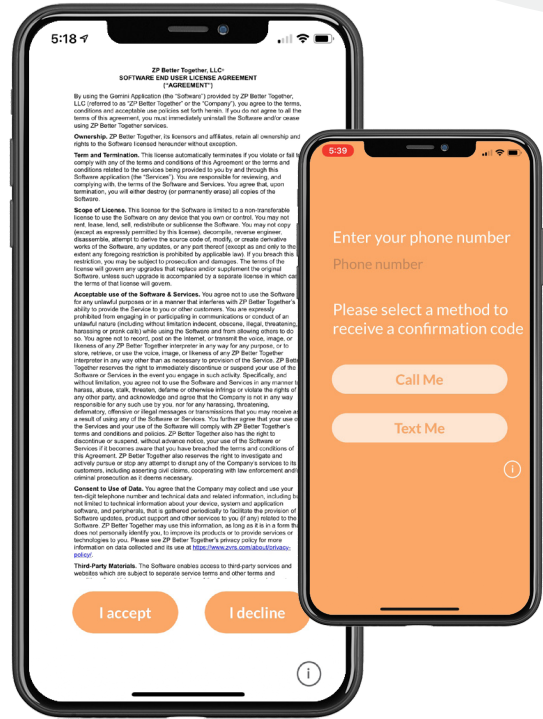 5:18
ZP Better Together, LLC
SOFTWARE END USER LICENSE AGREEMENT
("AGREEMENT")
By using the Gemini Application (the "Software") provided by ZP Better Together,
LLC (referred to as "ZP Better Together" or the "Company"), you agree to the terms,
conditions and acceptable use policies set forth herein. If you do not agree to all the
terms of this agreement, you must immediately uninstall the Software and/or cease
using ZP Better Together services.
Ownership. ZP Better Together, its licensors and affiliates, retain all ownership and
rights to the Software licensed hereunder without exception.
Term and Termination. This license automatically terminates if you violate or fail to
comply with any of the terms and conditions of this Agreement or the terms and
conditions related to the services being provided to you by and through this
Software application (the "Services"). You are responsible for reviewing, and
complying with, the terms of the Software and Services. You agree that, upon
termination, you will either destroy (or permanently erase) all copies of the
Software.
Scope of License. This license for the Software is limited to a non-transferable
license to use the Software on any device that you own or control. You may not
rent, lease, lend, sell, redistribute or sublicense the Software. You may not copy
(except as expressly permitted by this license), decompile, reverse engineer,
disassemble, attempt to derive the source code of, modify, or create derivative
works of the Software, any updates, or any part thereof (except as and only to the
extent any foregoing restriction is prohibited by applicable law). If you breach this
restriction, you may be subject to prosecution and damages. The terms of the
license will govern any upgrades that replace and/or supplement the original
Software, unless such upgrade is accompanied by a separate license in which case
the terms of that license will govern.
Acceptable use of the Software & Services. You agree not to use the Software
for any unlawful purposes or in a manner that interferes with ZP Better Together's
ability to provide the Service to you or other customers. You are expressly
prohibited from engaging in or participating in communications or conduct of an
unlawful nature (including without limitation indecent, obscene, illegal, threatening,
harassing or prank calls) while using the Software and from allowing others to do
so. You agree not to record, post on the Internet, or transmit the voice, image, or
likeness of any ZP Better Together interpreter in any way for any purpose, or to
store, retrieve, or use the voice, image, or likeness of any ZP Better Together
interpreter in any way other than as necessary to provision of the Service. ZP Bette
Together reserves the right to immediately discontinue or suspend your use of the
Software or Services in the event you engage in such activity. Specifically, and
without limitation, you agree not to use the Software and Services in any manner to
harass, abuse, stalk, threaten, defame or otherwise infringe or violate the rights of
any other party, and acknowledge and agree that the Company is not in any way
responsible for any such use by you, nor for any harassing, threatening,
defamatory, offensive or illegal messages or transmissions that you may receive as
a result of using any of the Software or Services. You further agree that your use of
the Services and your use of the Software will comply with ZP Better Together's
terms and conditions and policies. ZP Better Together also has the right to
discontinue or suspend, without advance notice, your use of the Software or
Services if it becomes aware that you have breached the terms and conditions of
this Agreement. ZP Better Together also reserves the right to investigate and
actively pursue or stop any attempt to disrupt any of the Company's services to its
customers, including asserting civil claims, cooperating with law enforcement and/
criminal prosecution as it deems necessary.
Consent to Use of Data. You agree that the Company may collect and use your
ten-digit telephone number and technical data and related information, including bu
not limited to technical information about your device, system and application
software, and peripherals, that is gathered periodically to facilitate the provision of
Software updates, product support and other services to you (if any) related to the
Software. ZP Better Together may use this information, as long as it is in a form tha
does not personally identify you, to improve its products or to provide services or
technologies to you. Please see ZP Better Together's privacy policy for more
information on data collected and its use at https://www.zvrs.com/about/privacy-
policy/.
Third-Party Materials. The Software enables access to third-party services and
websites which are subject to separate service terms and other terms and
I accept
I decline
5:39
Enter your phone number
Phone number
Please select a method to
receive a confirmation code
Call Me
Text Me